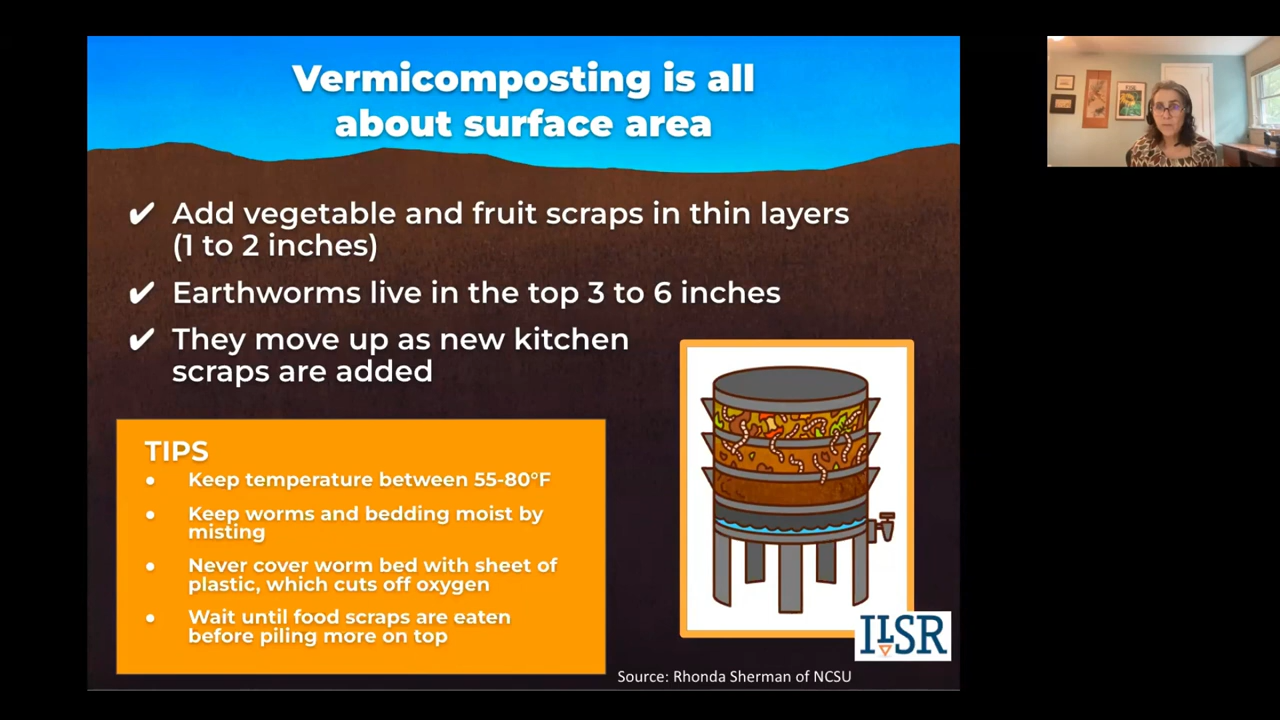 Vermicomposting is all
about surface area
✔ Add vegetable and fruit scraps in thin layers
(1 to 2 inches)
✔ Earthworms live in the top 3 to 6 inches
✔ They move up as new kitchen
scraps are added
TIPS
• Keep temperature between 55-80°F
• Keep worms and bedding moist by
misting
• Never cover worm bed with sheet of
plastic, which cuts off oxygen
• Wait until food scraps are eaten
before piling more on top
ILSR
Source: Rhonda Sherman of NCSU